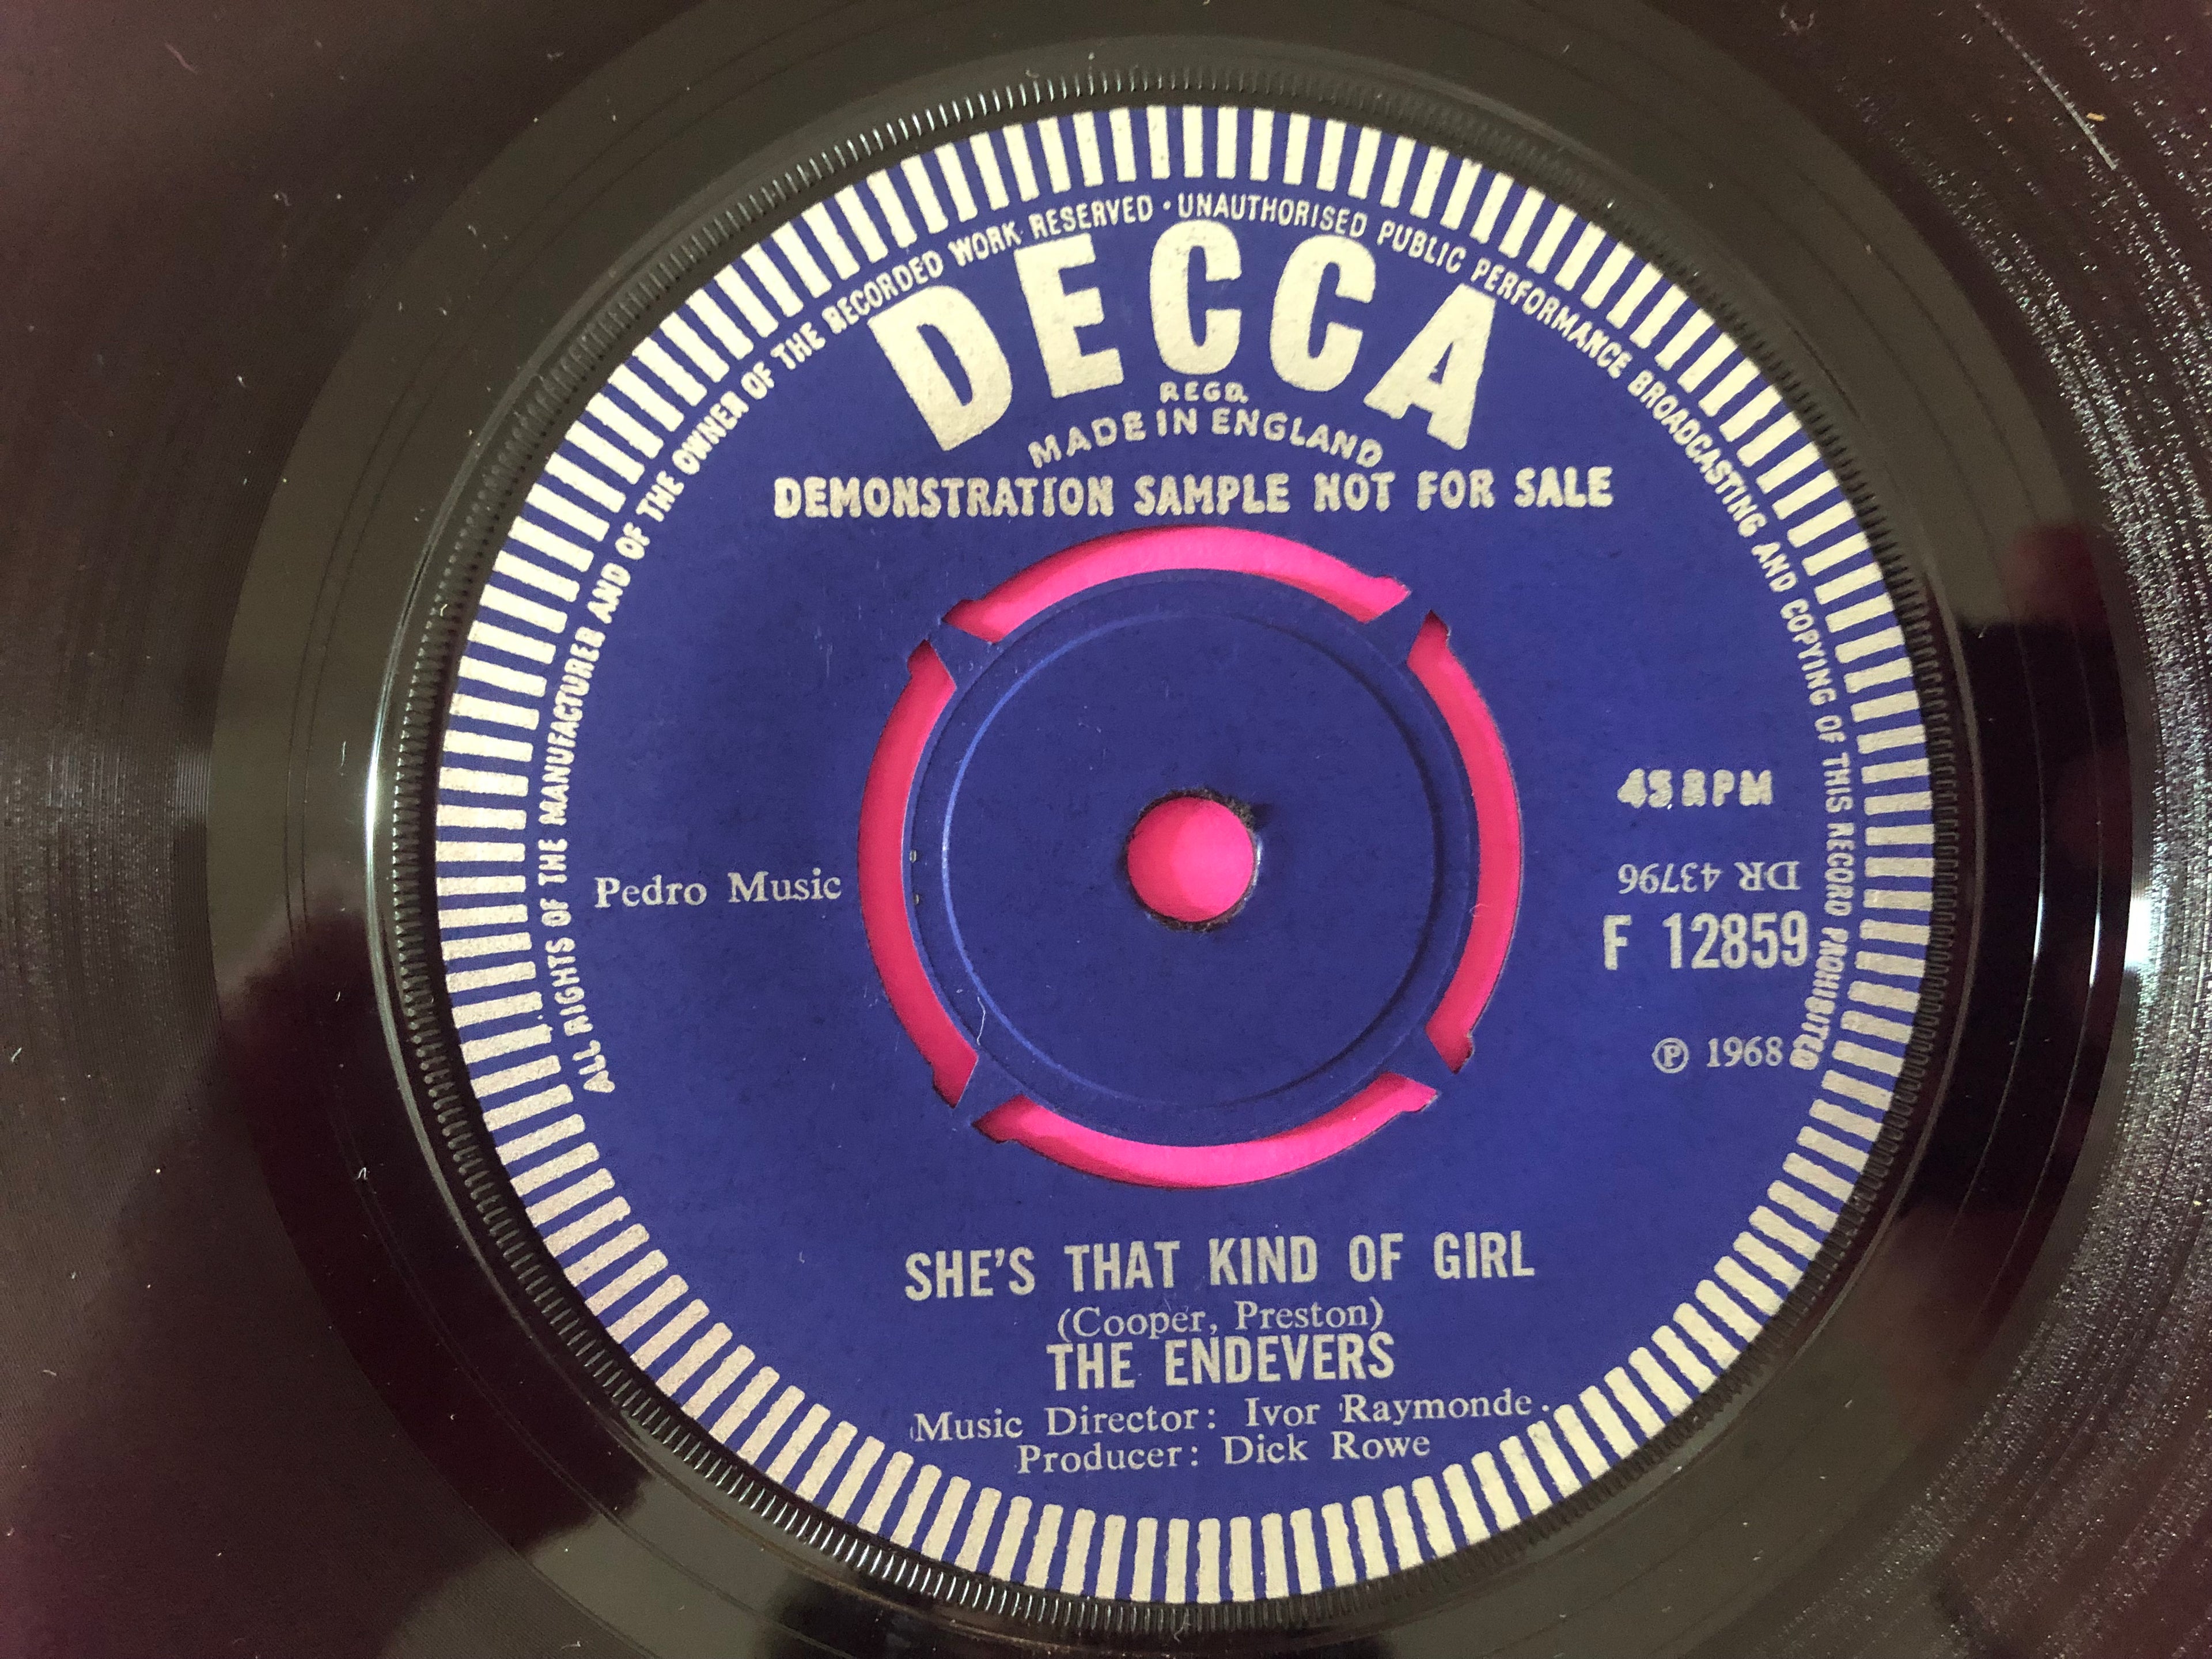 ALL RIGHTS OF THE MANUFACTURER AND OF THE OWNER OF THE RECORDED WORK RESERVED · UNAUTHORISED PUBLIC PERFORMANCE BROADCASTING AND COPYING OF THIS RECORD PROHIBITED
DECCA
REGD.
MADE IN ENGLAND
DEMONSTRATION SAMPLE NOT FOR SALE
45 RPM
DR 43796
Pedro Music
F 12859
℗ 1968
SHE'S THAT KIND OF GIRL
(Cooper, Preston)
THE ENDEVERS
Music Director: Ivor Raymonde.
Producer: Dick Rowe